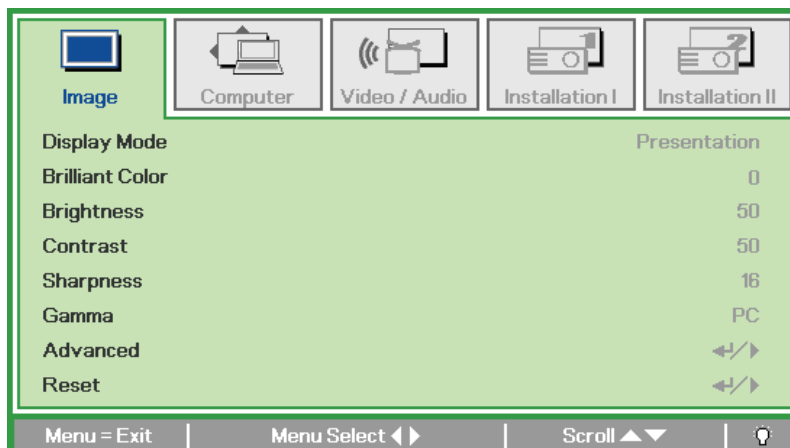 Image Computer Video / Audio Installation I Installation II
Display Mode Presentation
Brilliant Color 0
Brightness 50
Contrast 50
Sharpness 16
Gamma PC
Advanced ↵/▶
Reset ↵/▶
Menu = Exit Menu Select ◀▶ Scroll ▲▼